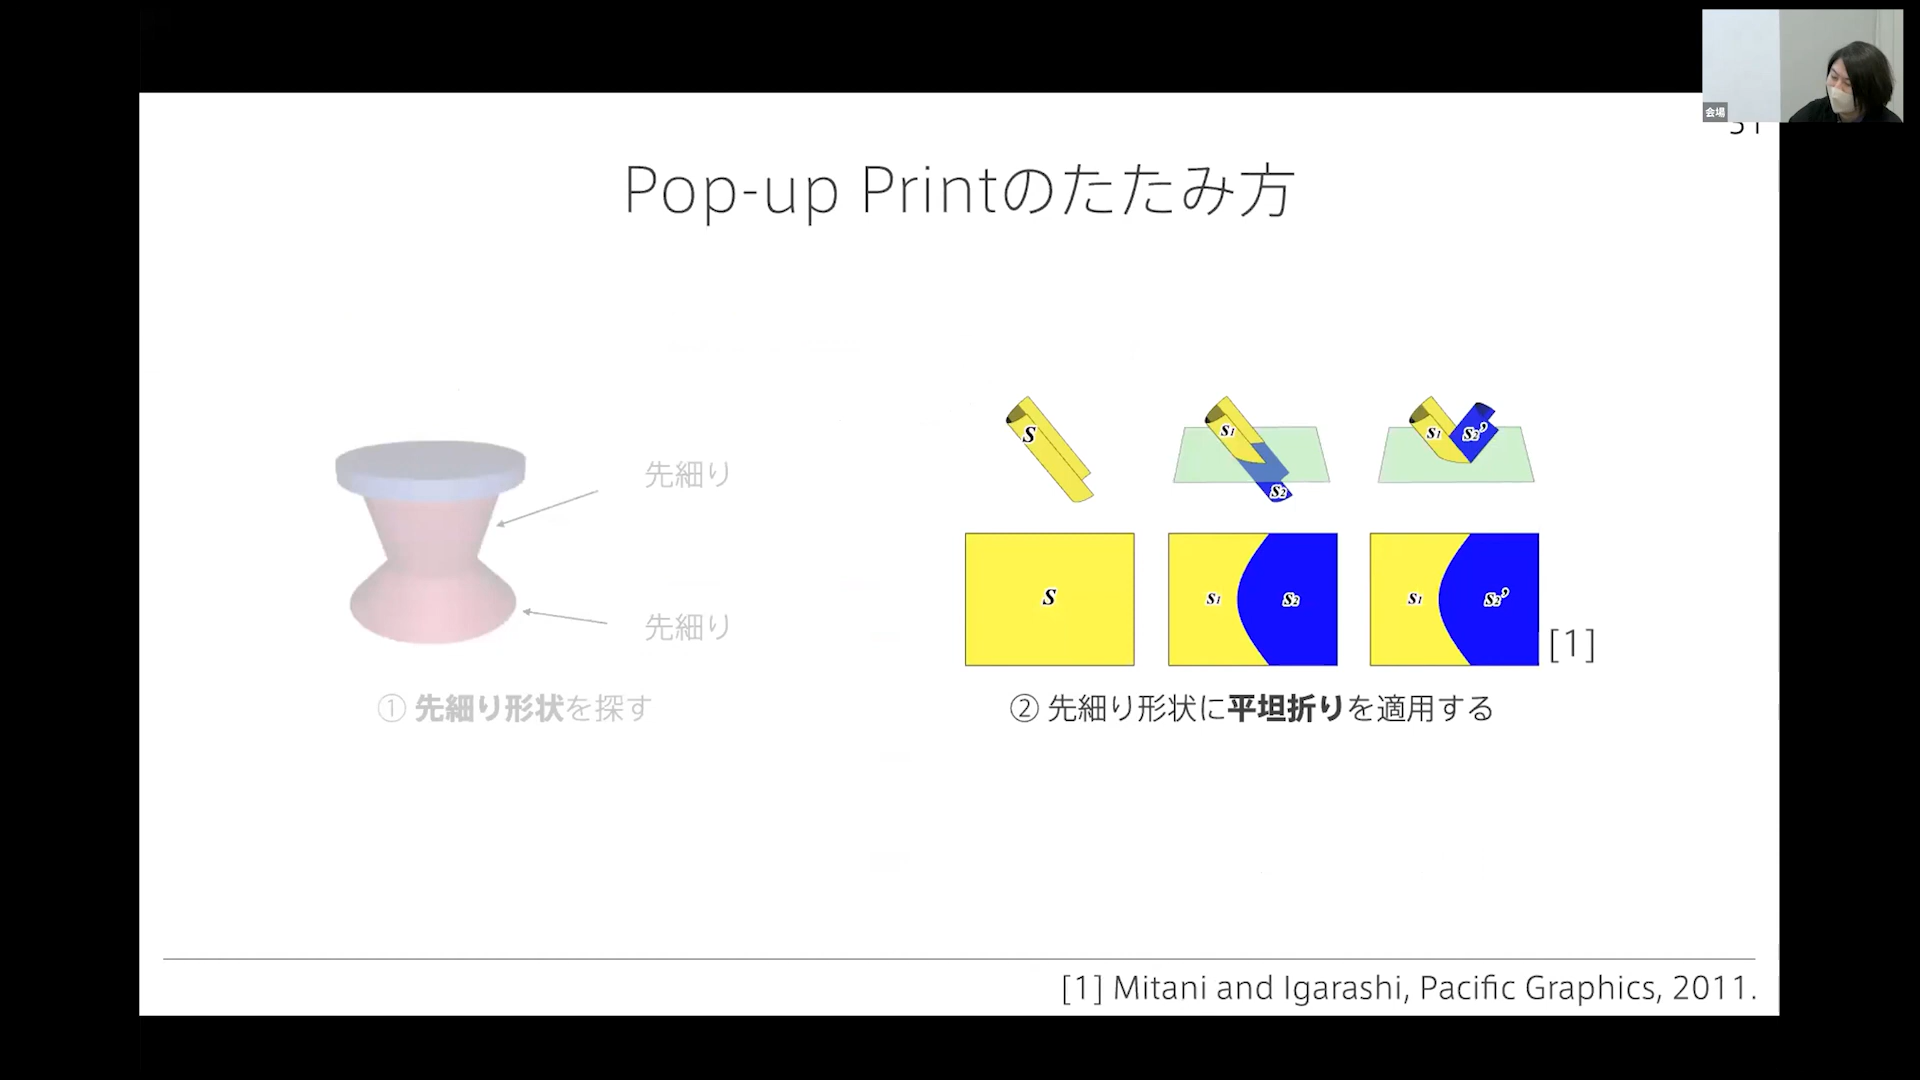 会場
Pop-up Printのたたみ方
先細り
先細り
① 先細り形状を探す
S
S1
S2
S1
S2’
S
S1
S2
S1
S2’
[1]
② 先細り形状に平坦折りを適用する
[1] Mitani and Igarashi, Pacific Graphics, 2011.